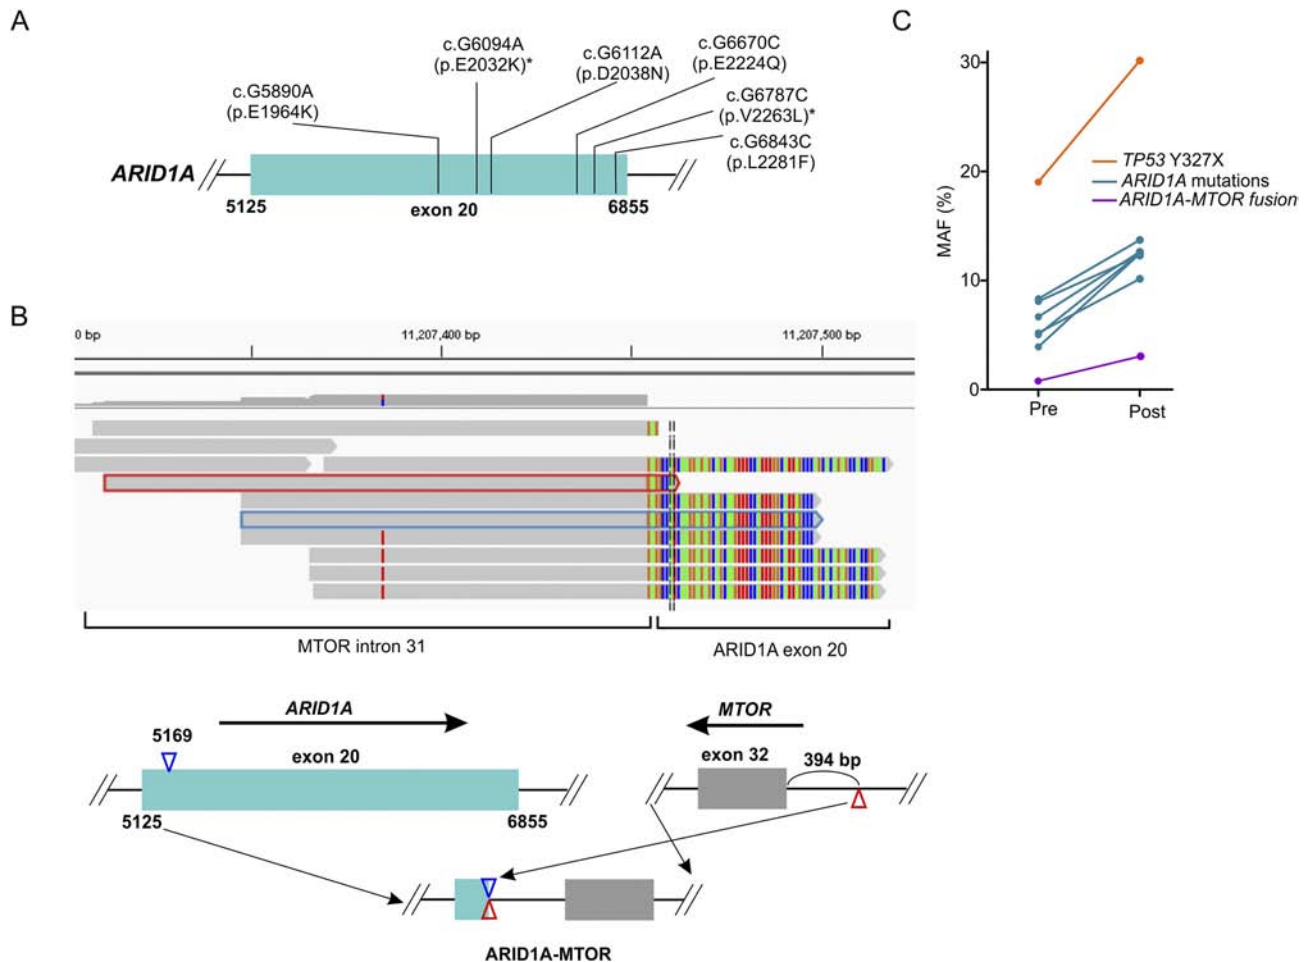 A
c.G5890A
(p.E1964K)
c.G6094A
(p.E2032K)*
c.G6112A
(p.D2038N)
c.G6670C
(p.E2224Q)
c.G6787C
(p.V2263L)*
c.G6843C
(p.L2281F)
ARID1A
5125
exon 20
6855
C
MAF (%)
30
20
10
0
Pre
Post
TP53 Y327X
ARID1A mutations
ARID1A-MTOR fusion
B
0 bp
11,207,400 bp
11,207,500 bp
MTOR intron 31
ARID1A exon 20
ARID1A
5169
exon 20
5125
6855
MTOR
exon 32
394 bp
ARID1A-MTOR